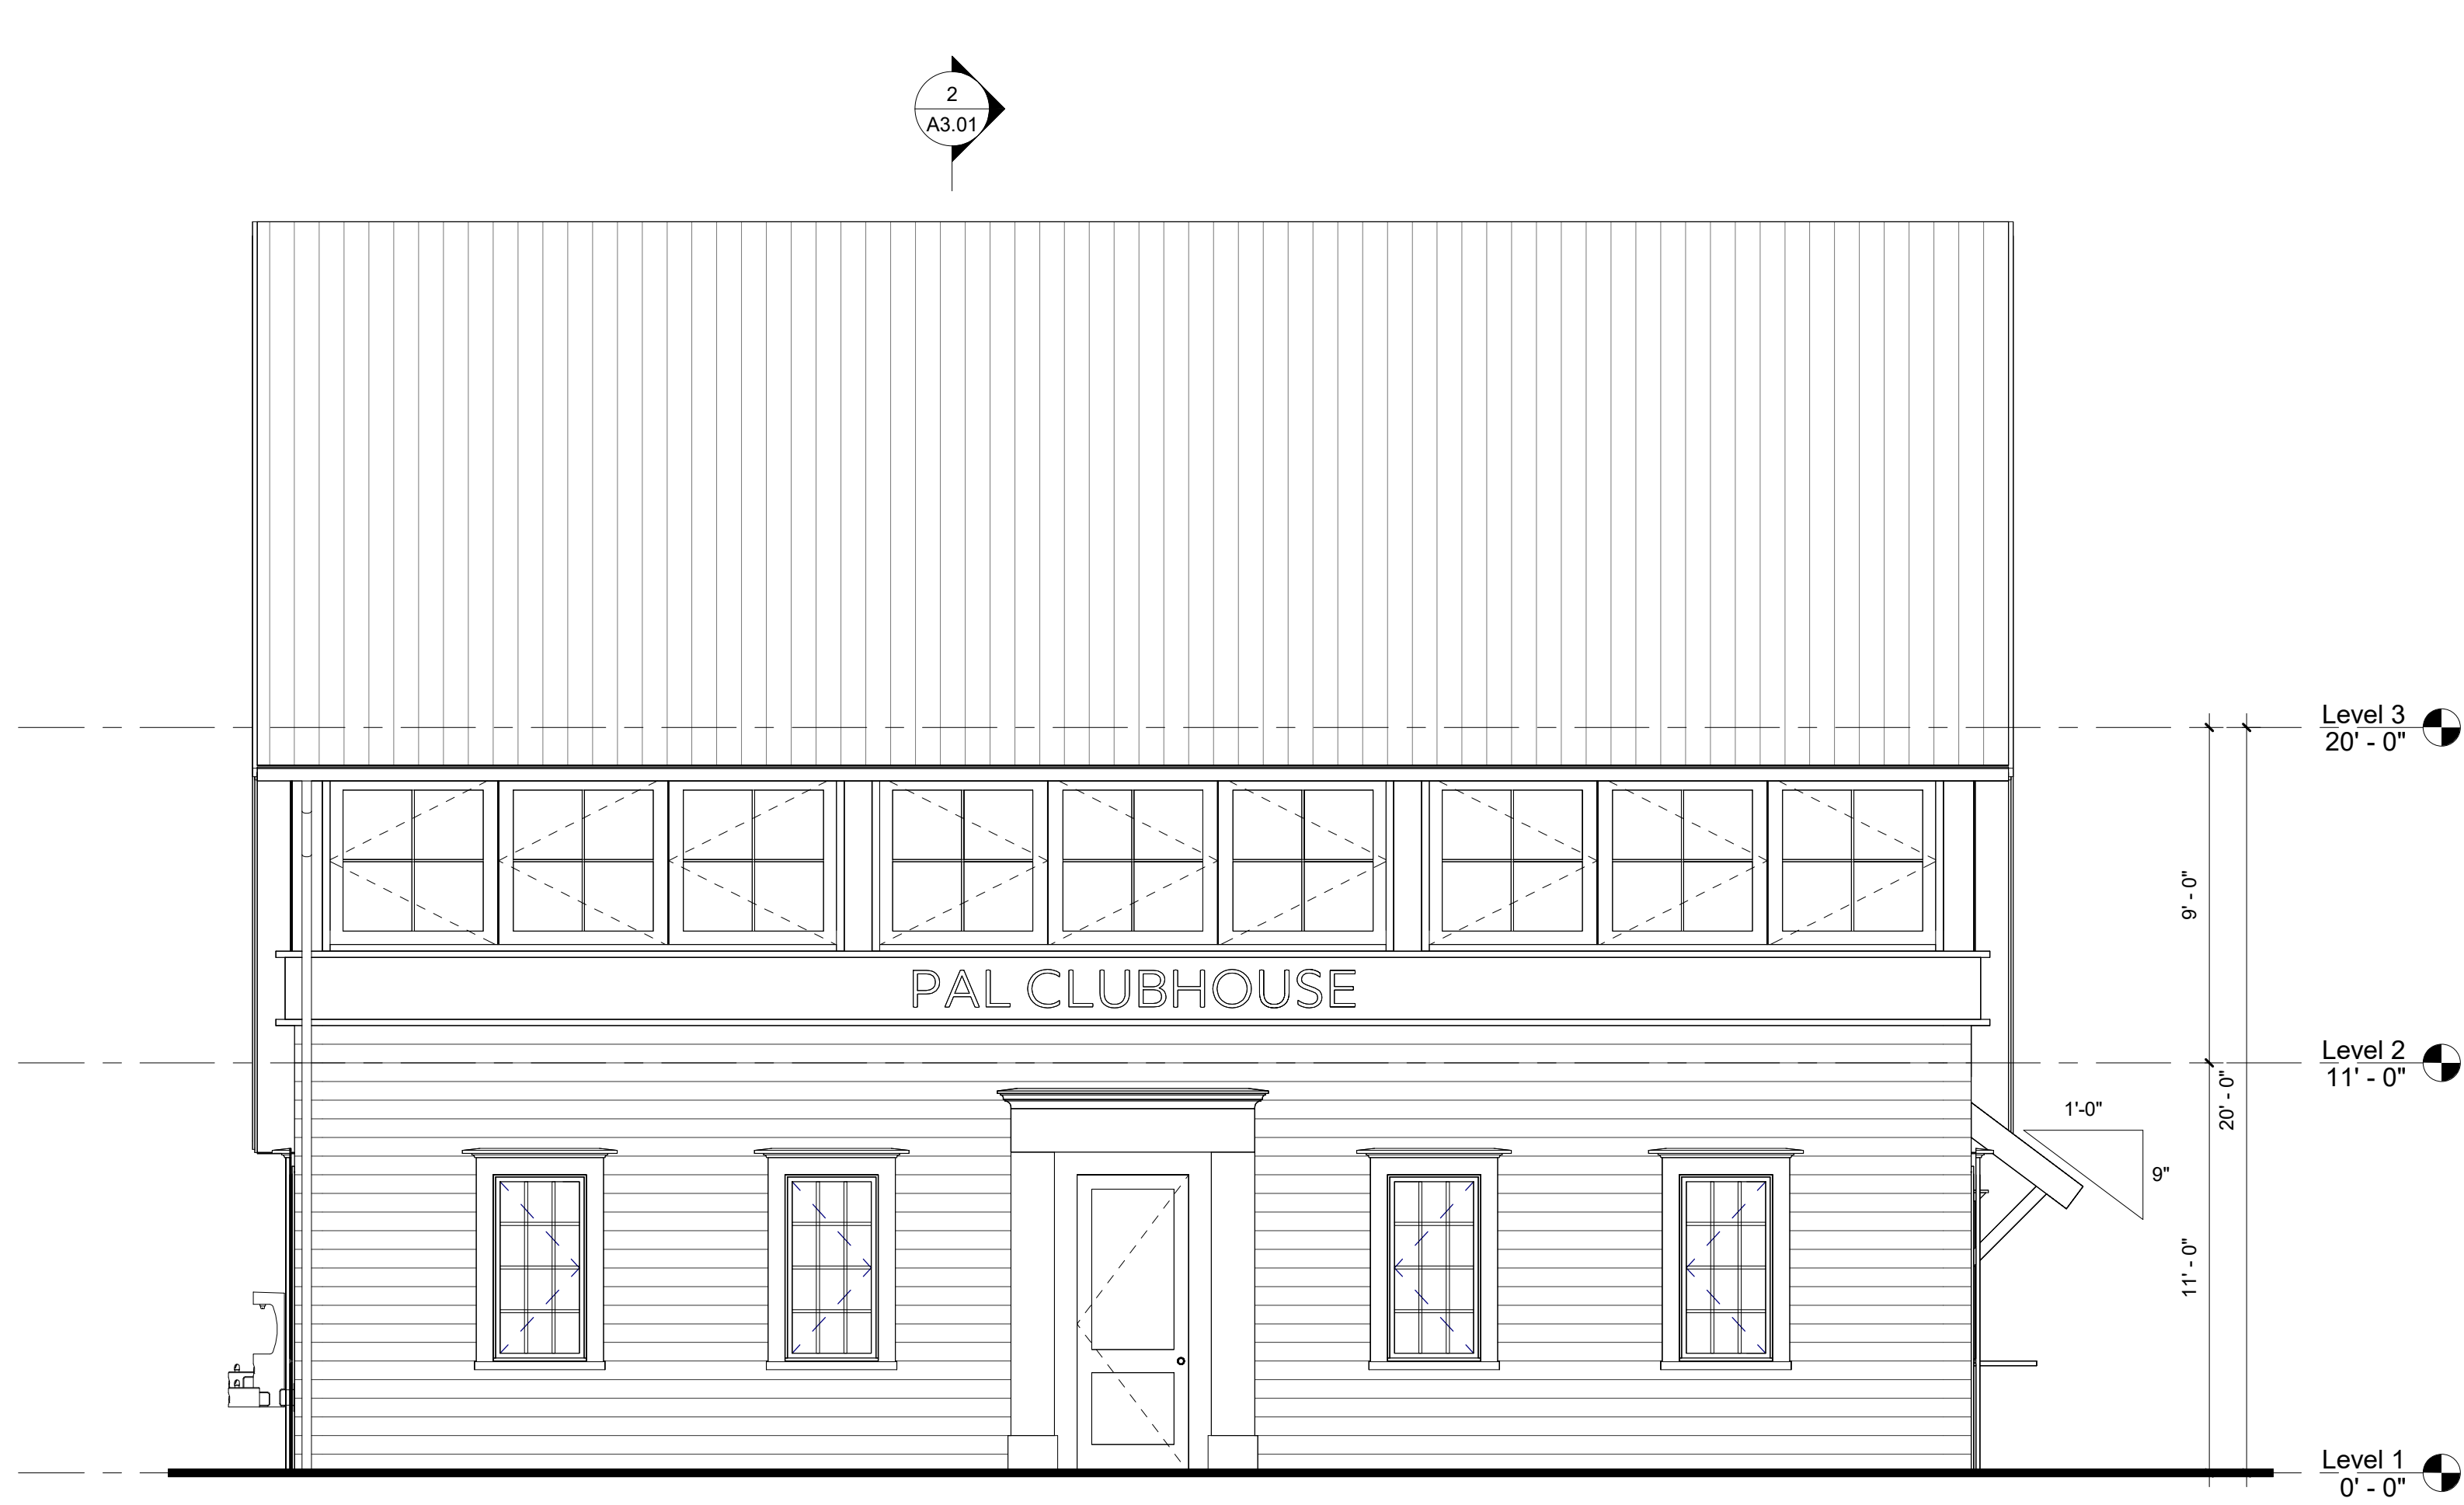 2
A3.01
Level 3
20' - 0"
9' - 0"
PAL CLUBHOUSE
Level 2
11' - 0"
20' - 0"
1'-0"
9"
11' - 0"
Level 1
0' - 0"